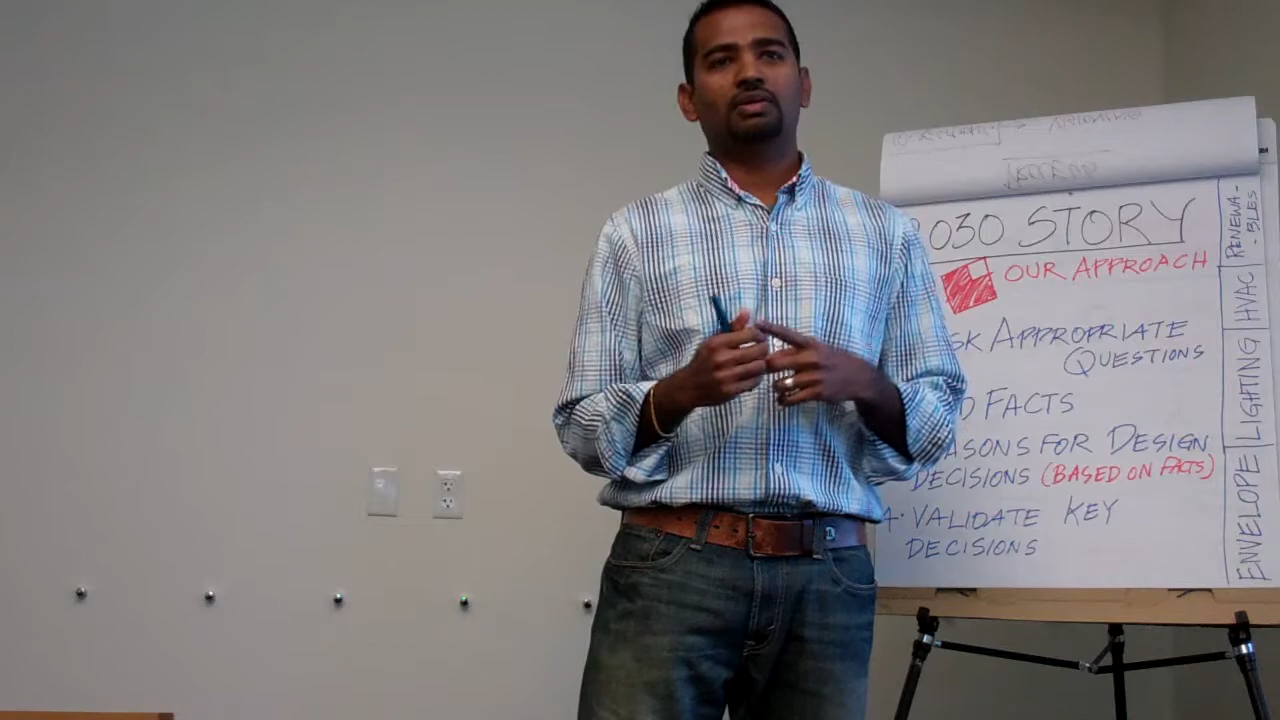 030 STORY
OUR APPROACH
SK APPROPRIATE
QUESTIONS
D FACTS
ASONS FOR DESIGN
DECISIONS (BASED ON FACTS)
4. VALIDATE KEY
DECISIONS
RENEWA-
-BLES
HVAC
LIGHTING
ENVELOPE